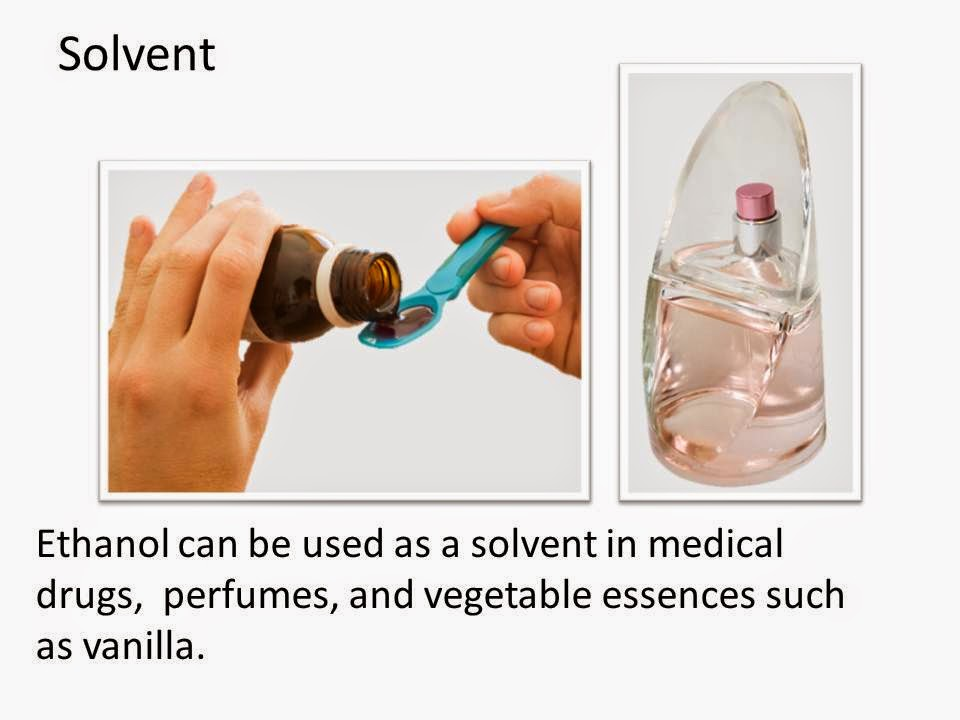 Solvent
Ethanol can be used as a solvent in medical
drugs,  perfumes, and vegetable essences such
as vanilla.